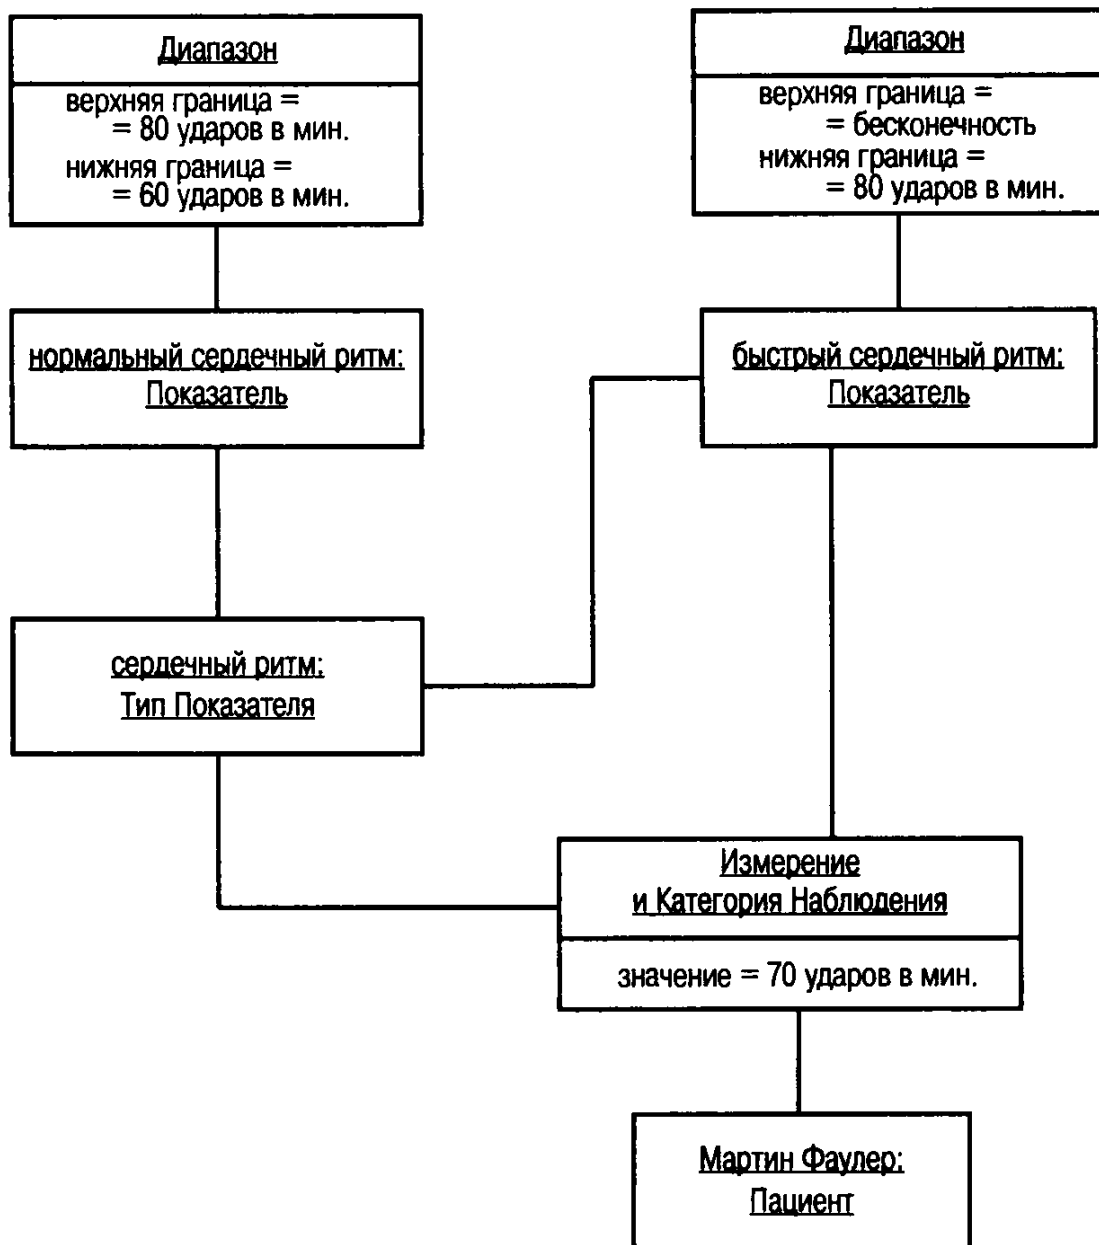 Диапазон
верхняя граница =
= 80 ударов в мин.
нижняя граница =
= 60 ударов в мин.
Диапазон
верхняя граница =
= бесконечность
нижняя граница =
= 80 ударов в мин.
нормальный сердечный ритм:
Показатель
быстрый сердечный ритм:
Показатель
сердечный ритм:
Тип Показателя
Измерение
и Категория Наблюдения
значение = 70 ударов в мин.
Мартин Фаулер:
Пациент